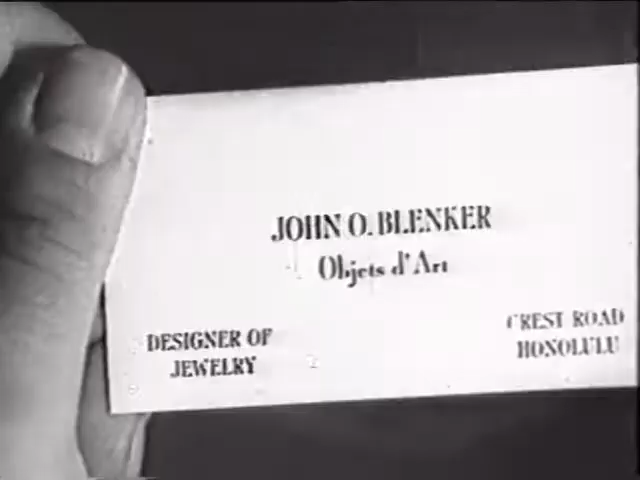 JOHN O. BLENKER
Objets d'Art
DESIGNER OF
JEWELRY
CREST ROAD
HONOLULU